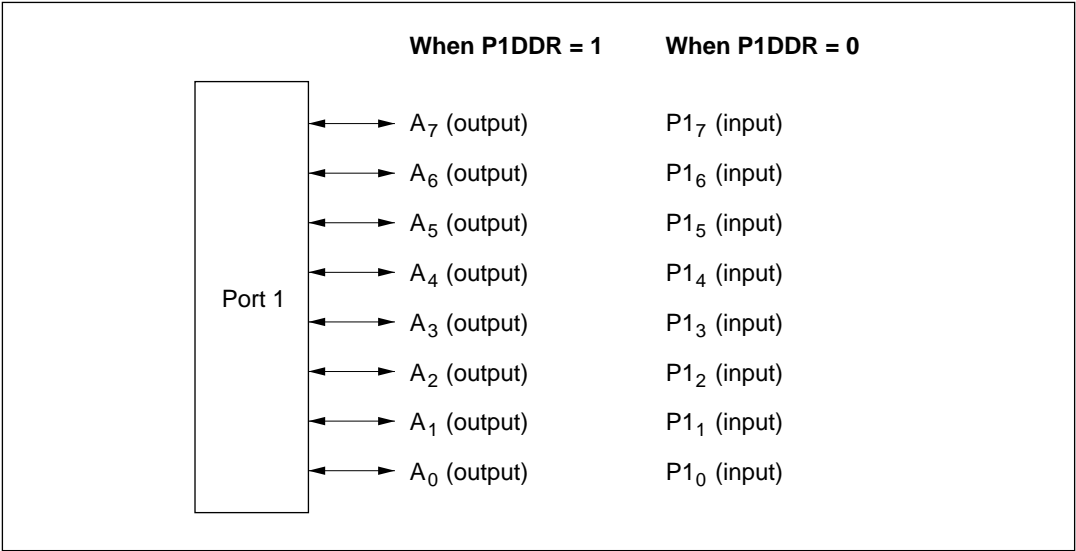 When P1DDR = 1 When P1DDR = 0
A7 (output) P17 (input)
A6 (output) P16 (input)
A5 (output) P15 (input)
A4 (output) P14 (input)
Port 1
A3 (output) P13 (input)
A2 (output) P12 (input)
A1 (output) P11 (input)
A0 (output) P10 (input)